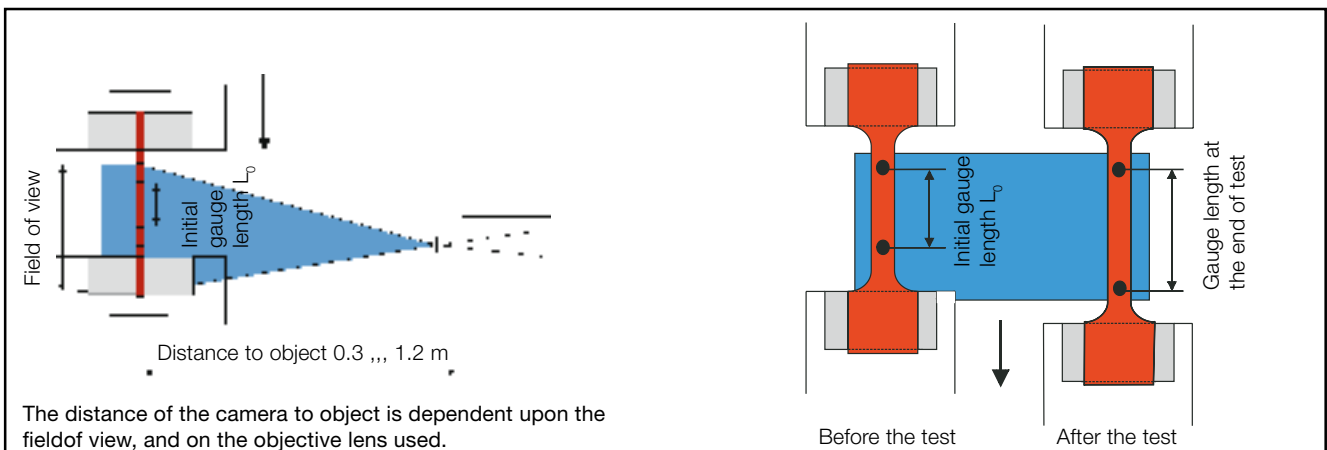 Field of view
Initial
gauge
length L₀
Distance to object 0.3 ,,, 1.2 m
The distance of the camera to object is dependent upon the
fieldof view, and on the objective lens used.
Initial gauge
length L₀
Gauge length at
the end of test
Before the test
After the test